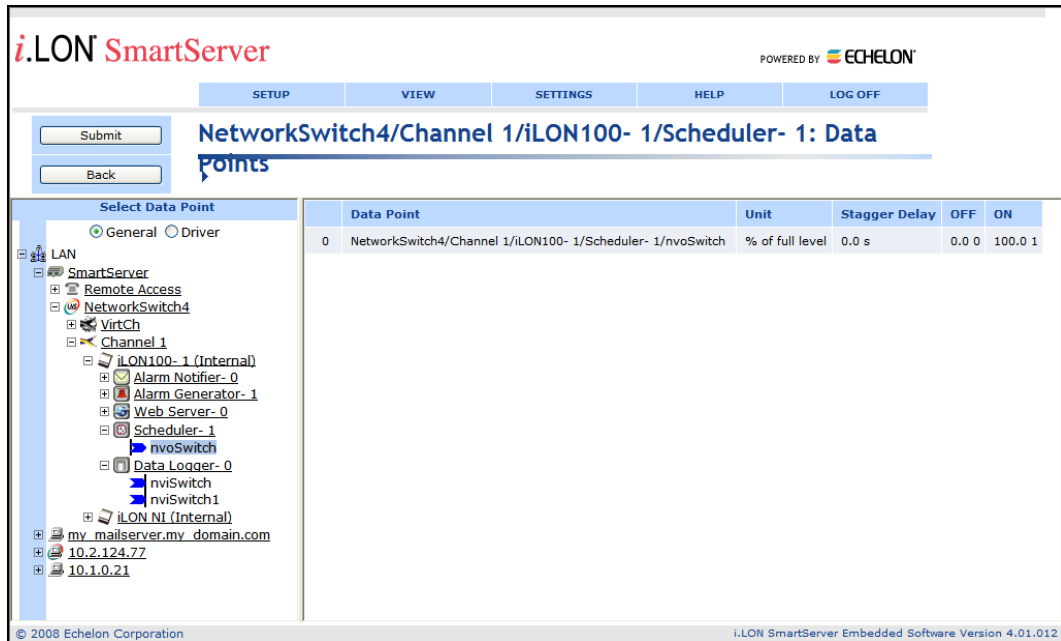 i.LON SmartServer
POWERED BY ECHELON
SETUP VIEW SETTINGS HELP LOG OFF
Submit
Back
NetworkSwitch4/Channel 1/iLON100- 1/Scheduler- 1: Data
Points
Select Data Point
General Driver
LAN
SmartServer
Remote Access
NetworkSwitch4
VirtCh
Channel 1
iLON100- 1 (Internal)
Alarm Notifier- 0
Alarm Generator- 1
Web Server- 0
Scheduler- 1
nvoSwitch
Data Logger- 0
nviSwitch
nviSwitch1
iLON NI (Internal)
my_mailserver.my_domain.com
10.2.124.77
10.1.0.21
Data Point Unit Stagger Delay OFF ON
0 NetworkSwitch4/Channel 1/iLON100- 1/Scheduler- 1/nvoSwitch % of full level 0.0 s 0.0 0 100.0 1
© 2008 Echelon Corporation
i.LON SmartServer Embedded Software Version 4.01.012